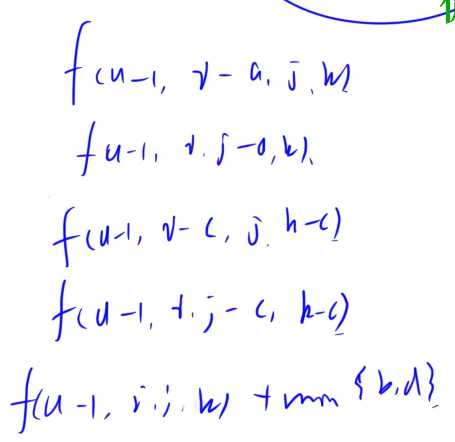 f(u-1, i-a, j, k)
f(u-1, i, j-a, k)
f(u-1, i-c, j, k-c)
f(u-1, i, j-c, k-c)
f(u-1, i, j, k) + min {b,d}